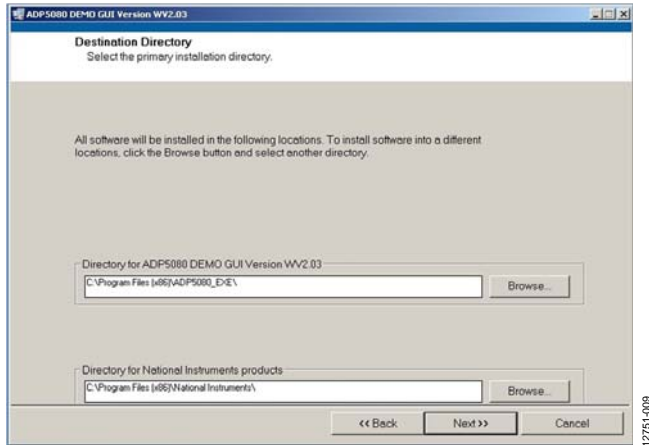 ADP5080 DEMO GUI Version WV2.03
Destination Directory
Select the primary installation directory.
All software will be installed in the following locations. To install software into a different
locations, click the Browse button and select another directory.
Directory for ADP5080 DEMO GUI Version WV2.03
C:\Program Files (x86)\ADP5080_EXE\
Browse...
Directory for National Instruments products
C:\Program Files (x86)\National Instruments\
Browse...
<< Back
Next >>
Cancel
12751-009